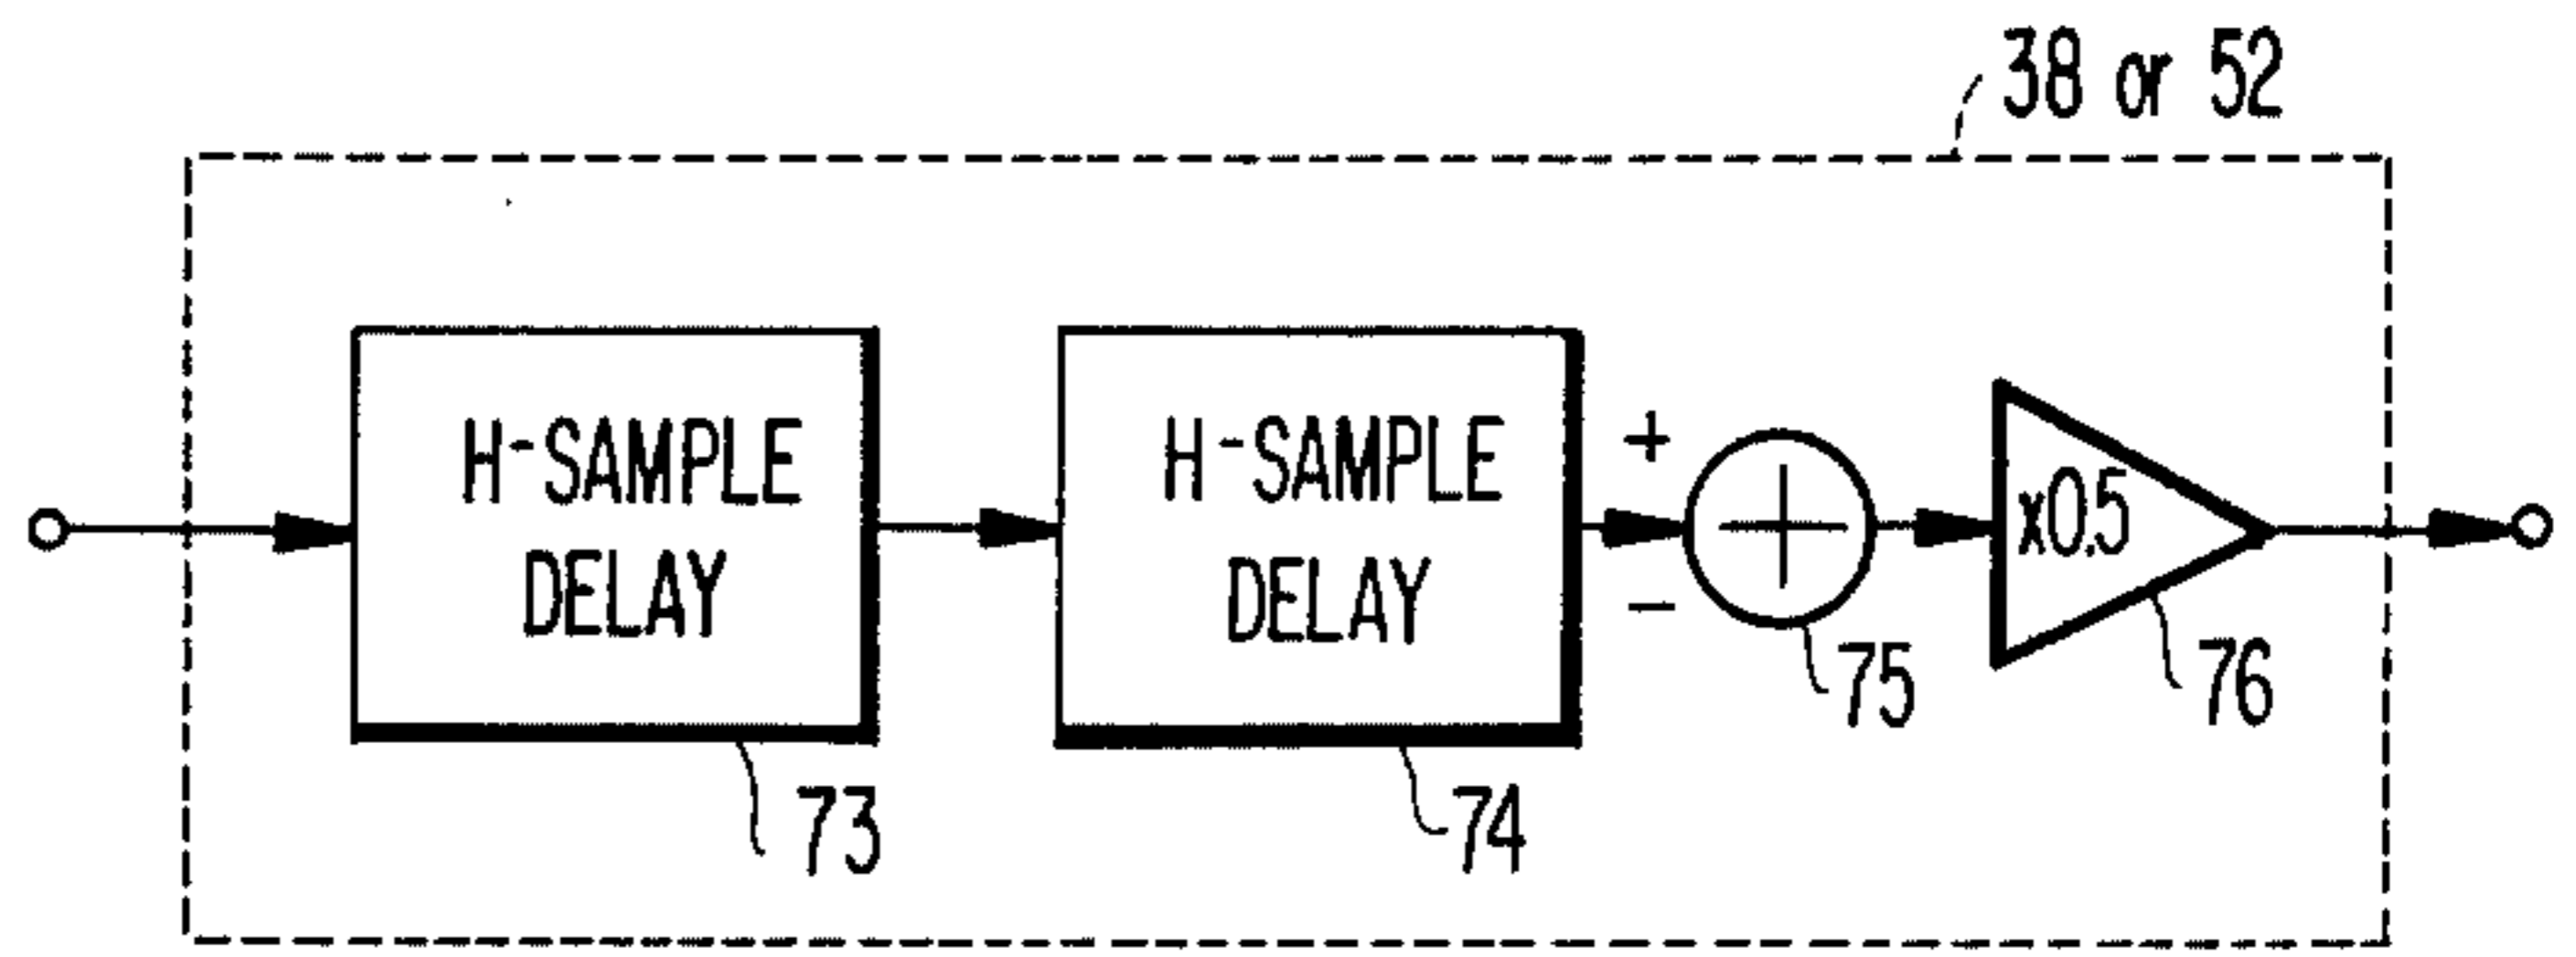 38 or 52
H-SAMPLE
DELAY
H-SAMPLE
DELAY
+
-
x0.5
73
74
75
76